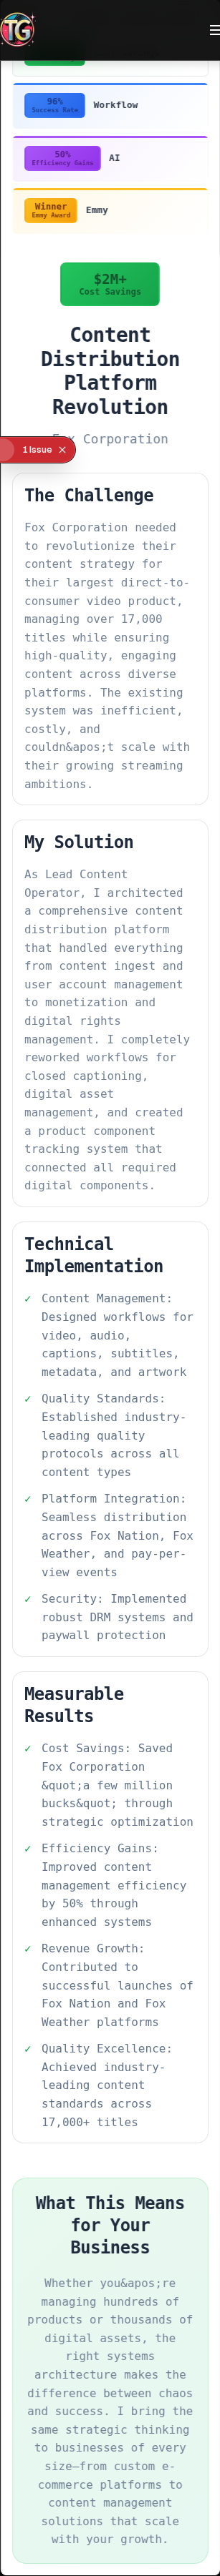 TG
96%
Success Rate
Workflow
50%
Efficiency Gains
AI
Winner
Emmy Award
Emmy
$2M+
Cost Savings
Content
Distribution
Platform
Revolution
Fox Corporation
1 Issue
The Challenge
Fox Corporation needed
to revolutionize their
content strategy for
their largest direct-to-
consumer video product,
managing over 17,000
titles while ensuring
high-quality, engaging
content across diverse
platforms. The existing
system was inefficient,
costly, and
couldn&apos;t scale with
their growing streaming
ambitions.
My Solution
As Lead Content
Operator, I architected
a comprehensive content
distribution platform
that handled everything
from content ingest and
user account management
to monetization and
digital rights
management. I completely
reworked workflows for
closed captioning,
digital asset
management, and created
a product component
tracking system that
connected all required
digital components.
Technical
Implementation
✓ Content Management:
Designed workflows for
video, audio,
captions, subtitles,
metadata, and artwork
✓ Quality Standards:
Established industry-
leading quality
protocols across all
content types
✓ Platform Integration:
Seamless distribution
across Fox Nation, Fox
Weather, and pay-per-
view events
✓ Security: Implemented
robust DRM systems and
paywall protection
Measurable
Results
✓ Cost Savings: Saved
Fox Corporation
&quot;a few million
bucks&quot; through
strategic optimization
✓ Efficiency Gains:
Improved content
management efficiency
by 50% through
enhanced systems
✓ Revenue Growth:
Contributed to
successful launches of
Fox Nation and Fox
Weather platforms
✓ Quality Excellence:
Achieved industry-
leading content
standards across
17,000+ titles
What This Means
for Your
Business
Whether you&apos;re
managing hundreds of
products or thousands of
digital assets, the
right systems
architecture makes the
difference between chaos
and success. I bring the
same strategic thinking
to businesses of every
size—from custom e-
commerce platforms to
content management
solutions that scale
with your growth.